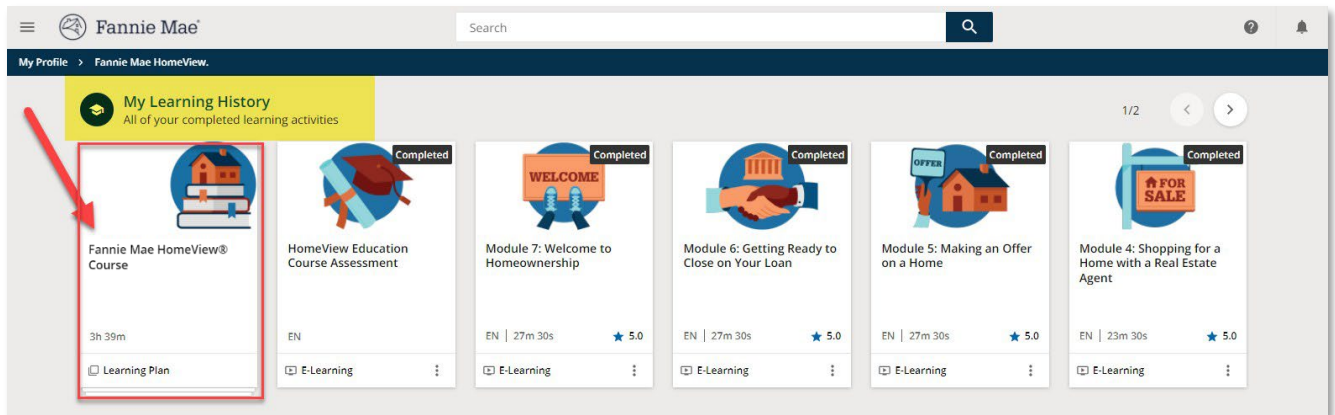 Fannie Mae®
Search
My Profile > Fannie Mae HomeView.
My Learning History
All of your completed learning activities
1/2
Fannie Mae HomeView®
Course
3h 39m
Learning Plan
Completed
HomeView Education
Course Assessment
EN
E-Learning
Completed
WELCOME
Module 7: Welcome to
Homeownership
EN | 27m 30s
5.0
E-Learning
Completed
Module 6: Getting Ready to
Close on Your Loan
EN | 27m 30s
5.0
E-Learning
Completed
OFFER
Module 5: Making an Offer
on a Home
EN | 27m 30s
5.0
E-Learning
Completed
FOR
SALE
Module 4: Shopping for a
Home with a Real Estate
Agent
EN | 23m 30s
5.0
E-Learning